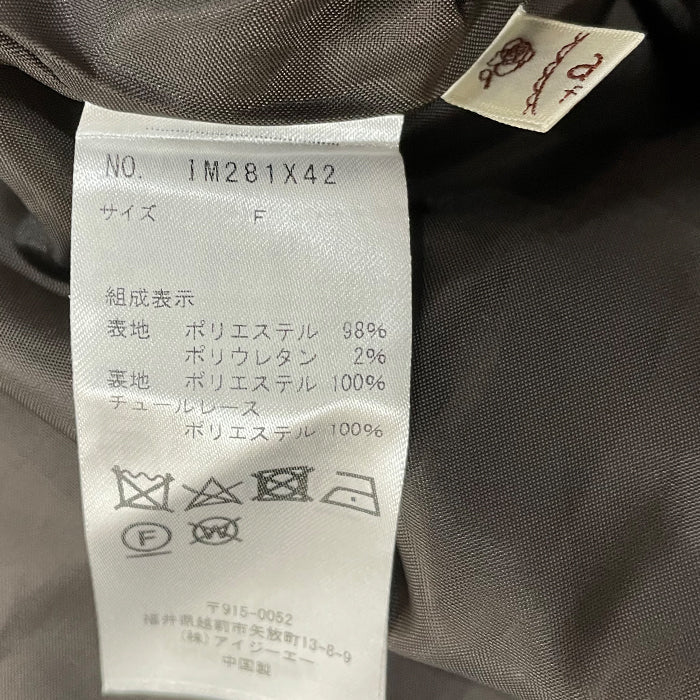 a+
NO. IM281X42
サイズ F
組成表示
表地 ポリエステル 98%
ポリウレタン 2%
裏地 ポリエステル 100%
チュールレース
ポリエステル 100%
F W
〒915-0052
福井県越前市矢放町13-8-9
(株)アイジーエー
中国製